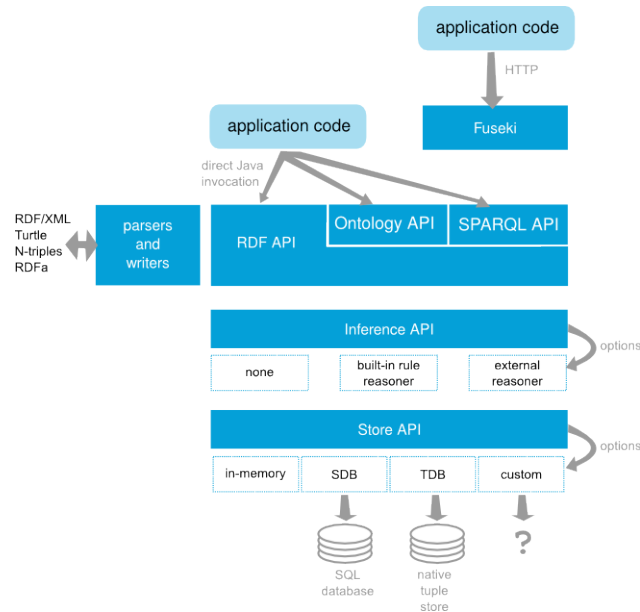 application code
HTTP
Fuseki
application code
direct Java
invocation
RDF/XML
Turtle
N-triples
RDFa
parsers
and
writers
RDF API
Ontology API
SPARQL API
Inference API
options
none
built-in rule
reasoner
external
reasoner
Store API
options
in-memory
SDB
TDB
custom
?
SQL
database
native
tuple
store